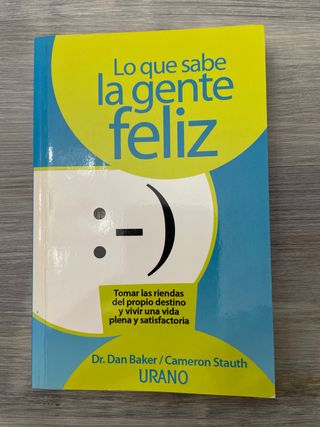 Lo que sabe
la gente
feliz
:-)
Tomar las riendas
del propio destino
y vivir una vida
plena y satisfactoria
Dr. Dan Baker / Cameron Stauth
URANO